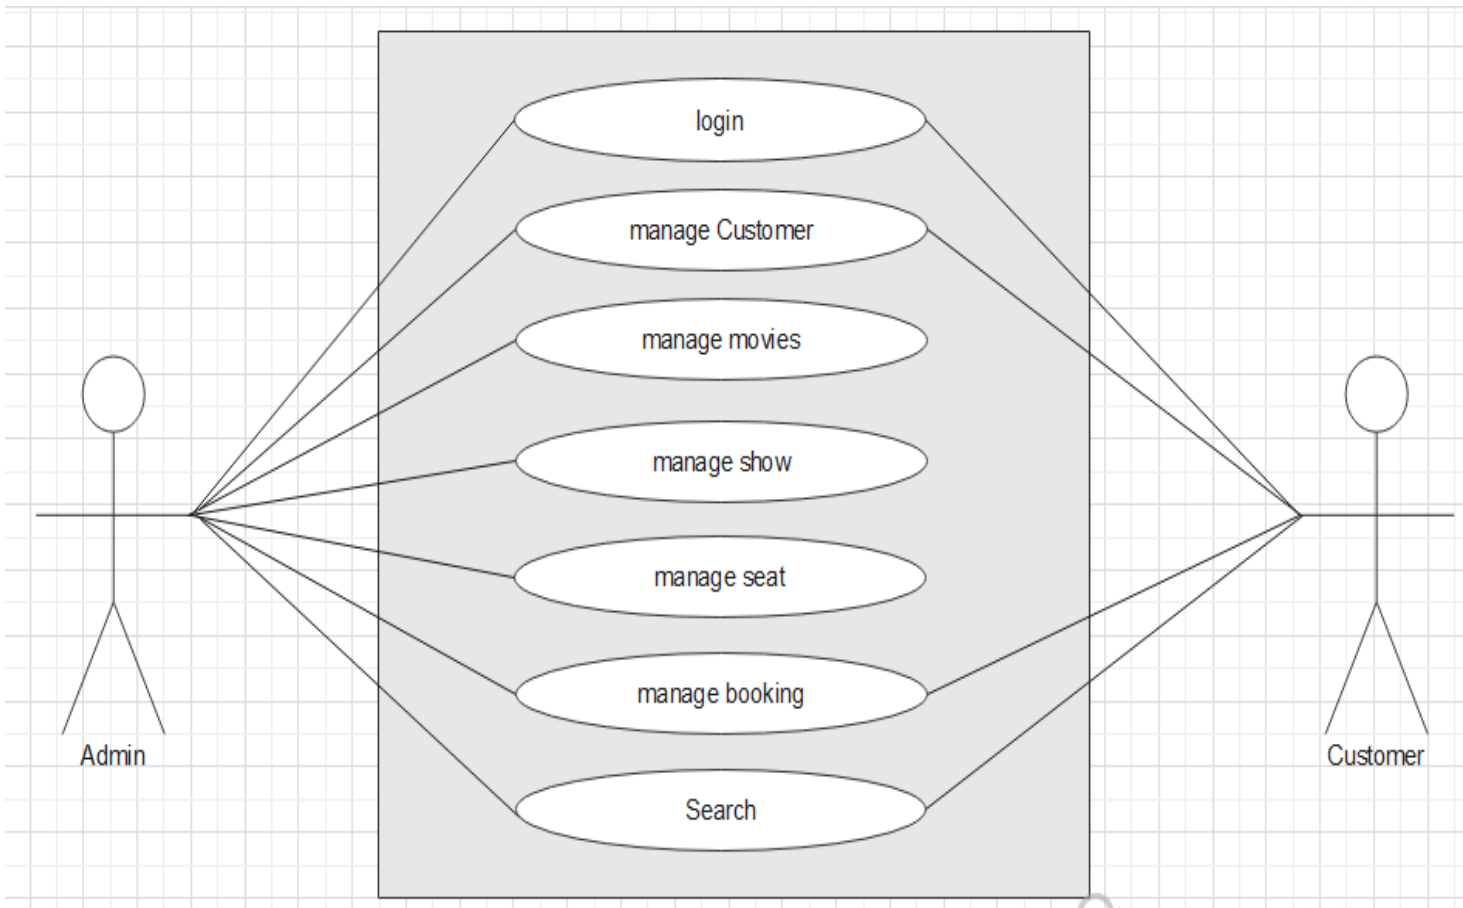 login
manage Customer
manage movies
manage show
manage seat
manage booking
Admin
Customer
Search